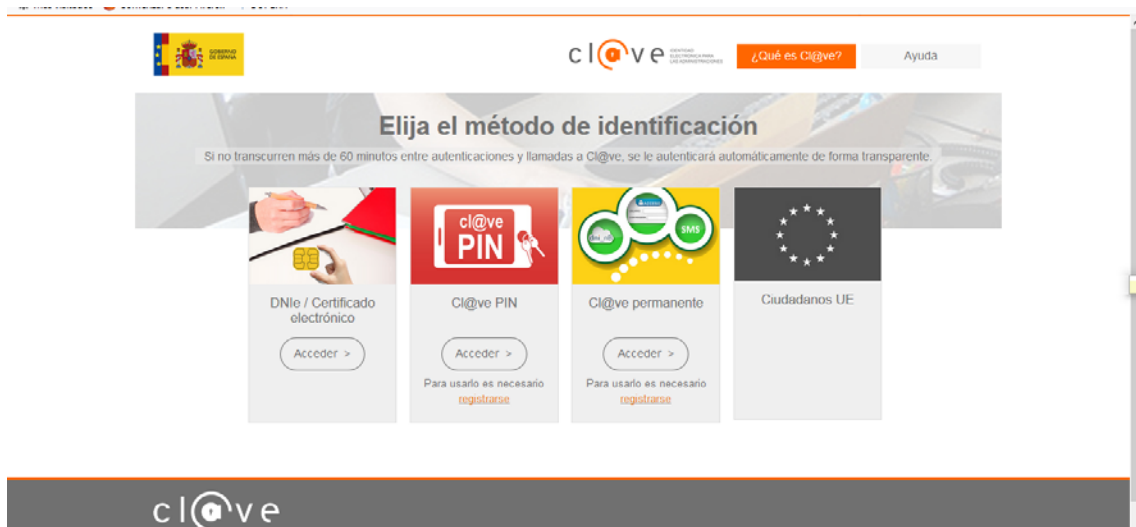 GOBIERNO
DE ESPAÑA
cl@ve
IDENTIDAD
ELECTRÓNICA PARA
LAS ADMINISTRACIONES
¿Qué es Cl@ve?
Ayuda
Elija el método de identificación
Si no transcurren más de 60 minutos entre autenticaciones y llamadas a Cl@ve, se le autenticará automáticamente de forma transparente.
cl@ve
PIN
SMS
DNIe / Certificado
electrónico
Acceder >
Cl@ve PIN
Acceder >
Para usarlo es necesario
registrarse
Cl@ve permanente
Acceder >
Para usarlo es necesario
registrarse
Ciudadanos UE
cl@ve